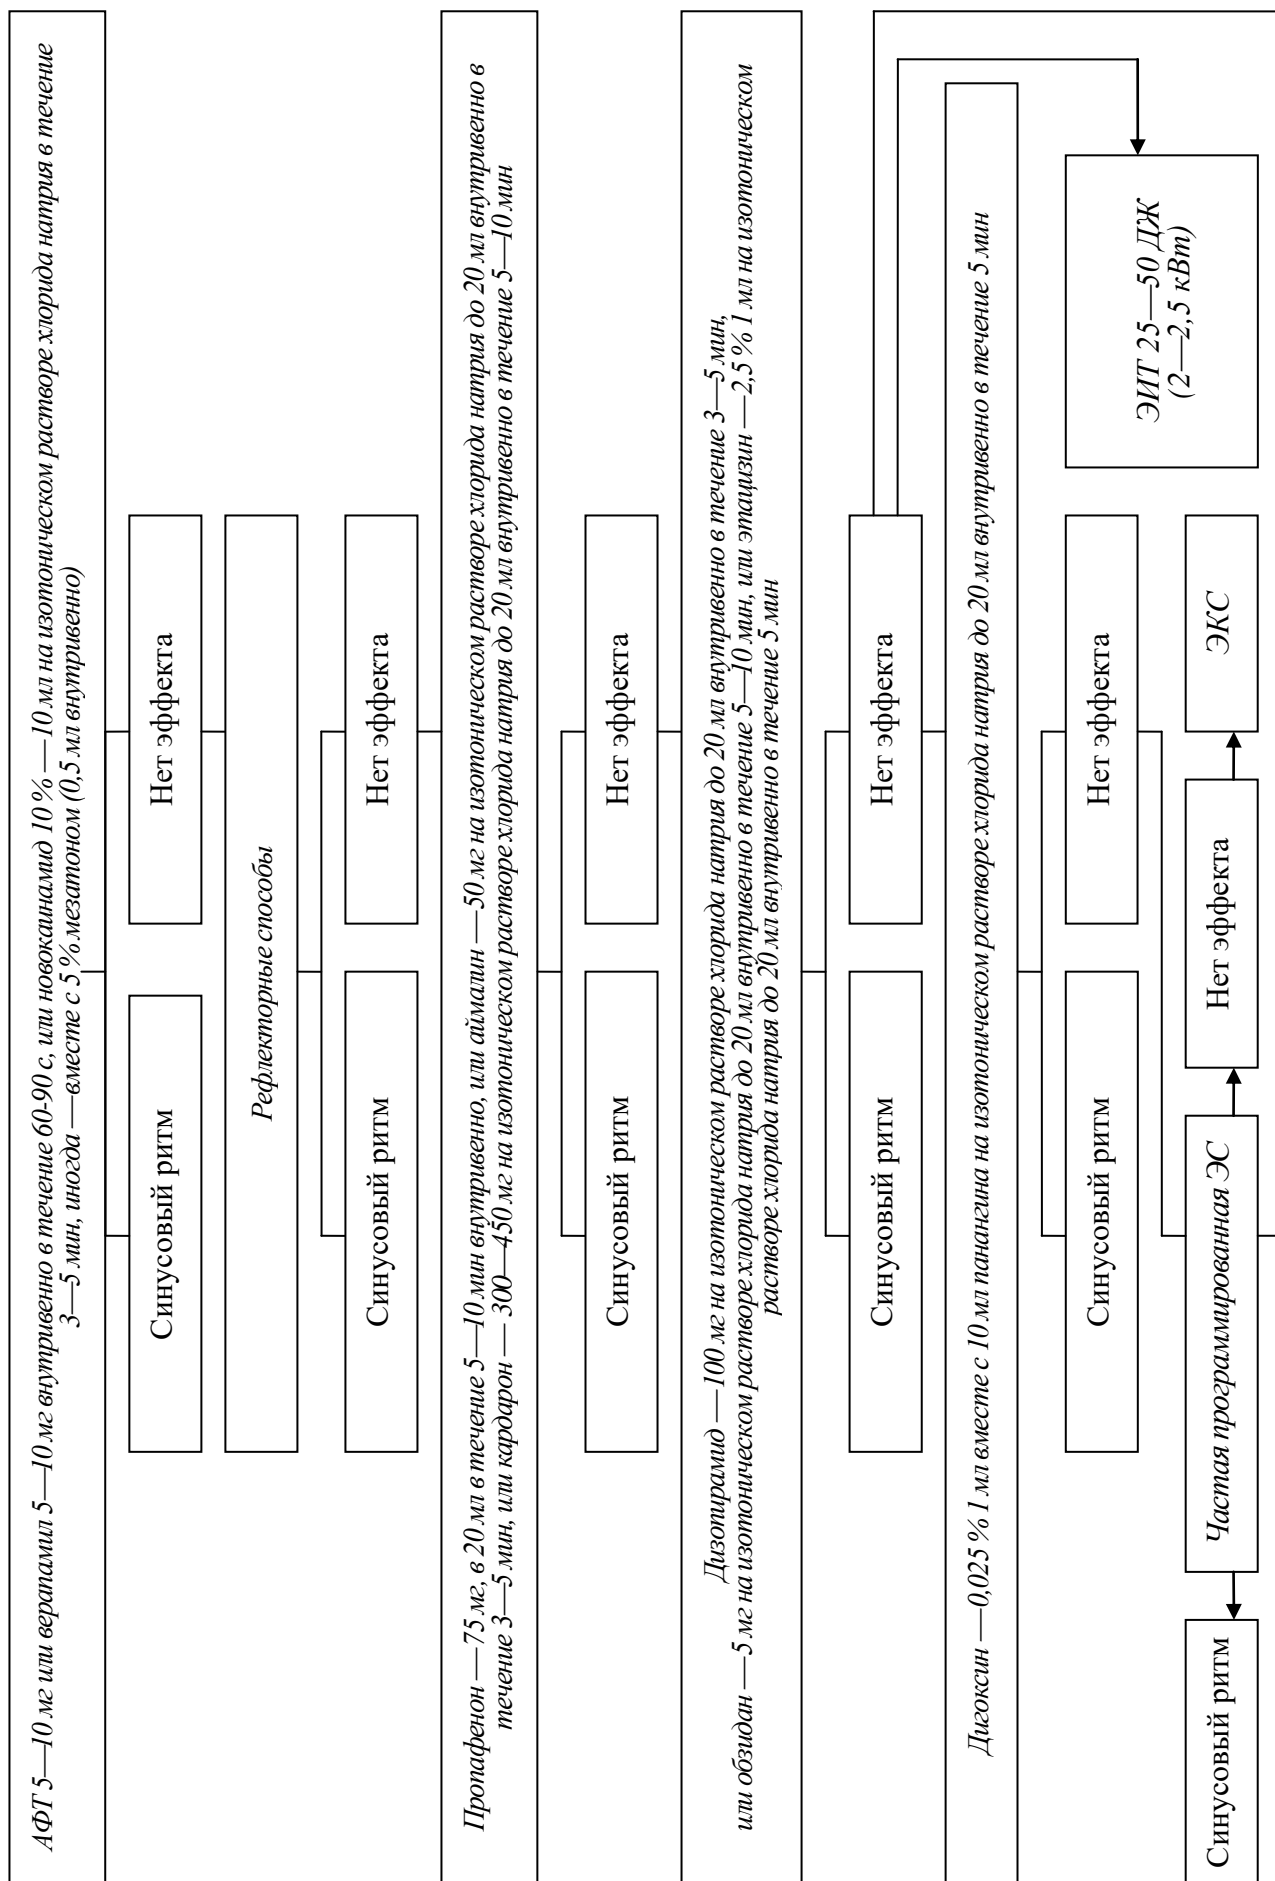 АФТ 5—10 мг или верапамил 5—10 мг внутривенно в течение 60-90 с, или новокаинамид 10 % — 10 мл на изотоническом растворе хлорида натрия в течение
3—5 мин, иногда — вместе с 5 % мезатоном (0,5 мл внутривенно)
Синусовый ритм
Нет эффекта
Рефлекторные способы
Синусовый ритм
Нет эффекта
Пропафенон — 75 мг, в 20 мл в течение 5—10 мин внутривенно, или аймалин — 50 мг на изотоническом растворе хлорида натрия до 20 мл внутривенно в
течение 3—5 мин, или кардарон — 300—450 мг на изотоническом растворе хлорида натрия до 20 мл внутривенно в течение 5—10 мин
Синусовый ритм
Нет эффекта
Дизопирамид — 100 мг на изотоническом растворе хлорида натрия до 20 мл внутривенно в течение 3—5 мин,
или обзидан — 5 мг на изотоническом растворе хлорида натрия до 20 мл внутривенно в течение 5—10 мин, или этацизин — 2,5 % 1 мл на изотоническом
растворе хлорида натрия до 20 мл внутривенно в течение 5 мин
Синусовый ритм
Нет эффекта
Дигоксин — 0,025 % 1 мл вместе с 10 мл панангина на изотоническом растворе хлорида натрия до 20 мл внутривенно в течение 5 мин
Синусовый ритм
Нет эффекта
ЭИТ 25—50 ДЖ
(2—2,5 кВт)
Синусовый ритм
Частая программированная ЭС
Нет эффекта
ЭКС